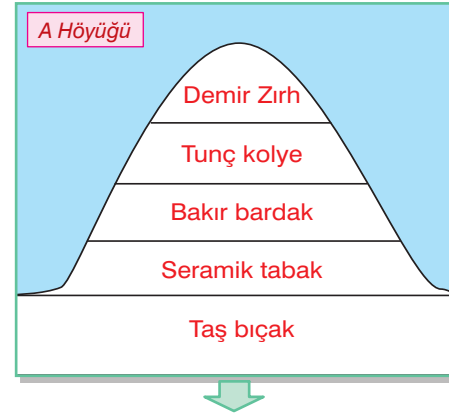 A Höyüğü
Demir Zırh
Tunç kolye
Bakır bardak
Seramik tabak
Taş bıçak